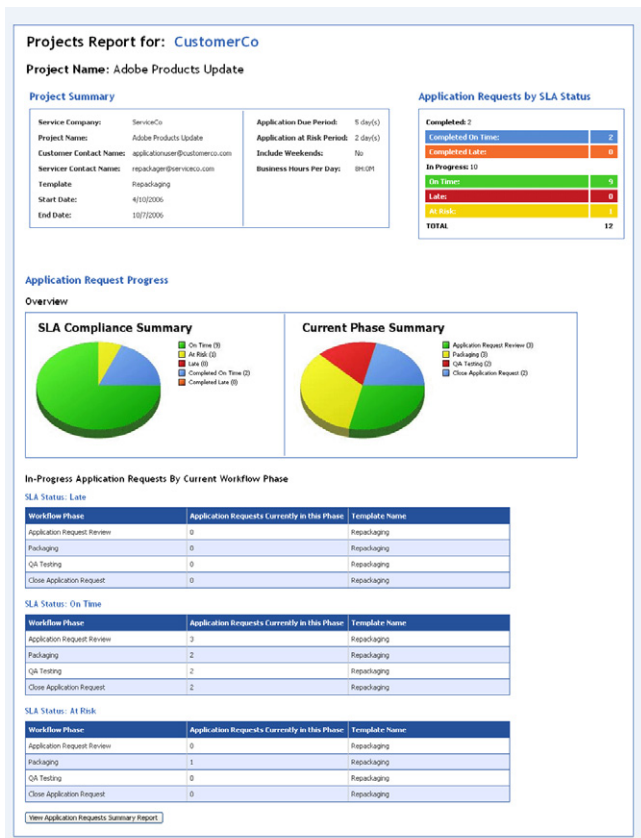 Projects Report for: CustomerCo
Project Name: Adobe Products Update
Project Summary
Service Company: ServiceCo
Project Name: Adobe Products Update
Customer Contact Name: applicationuser@customerco.com
Servicer Contact Name: repackager@serviceco.com
Template Repackaging
Start Date: 4/10/2006
End Date: 10/7/2006
Application Due Period: 5 day(s)
Application at Risk Period: 2 day(s)
Include Weekends: No
Business Hours Per Day: 8H:0M
Application Requests by SLA Status
Completed: 2
Completed On Time: 2
Completed Late: 0
In Progress: 10
On Time: 9
Late: 0
At Risk: 1
TOTAL 12
Application Request Progress
Overview
SLA Compliance Summary
On Time (9)
At Risk (1)
Late (0)
Completed On Time (2)
Completed Late (0)
Current Phase Summary
Application Request Review (3)
Packaging (3)
QA Testing (2)
Close Application Request (2)
In-Progress Application Requests By Current Workflow Phase
SLA Status: Late
Workflow Phase Application Requests Currently in this Phase Template Name
Application Request Review 0 Repackaging
Packaging 0 Repackaging
QA Testing 0 Repackaging
Close Application Request 0 Repackaging
SLA Status: On Time
Workflow Phase Application Requests Currently in this Phase Template Name
Application Request Review 3 Repackaging
Packaging 2 Repackaging
QA Testing 2 Repackaging
Close Application Request 2 Repackaging
SLA Status: At Risk
Workflow Phase Application Requests Currently in this Phase Template Name
Application Request Review 0 Repackaging
Packaging 1 Repackaging
QA Testing 0 Repackaging
Close Application Request 0 Repackaging
View Application Requests Summary Report